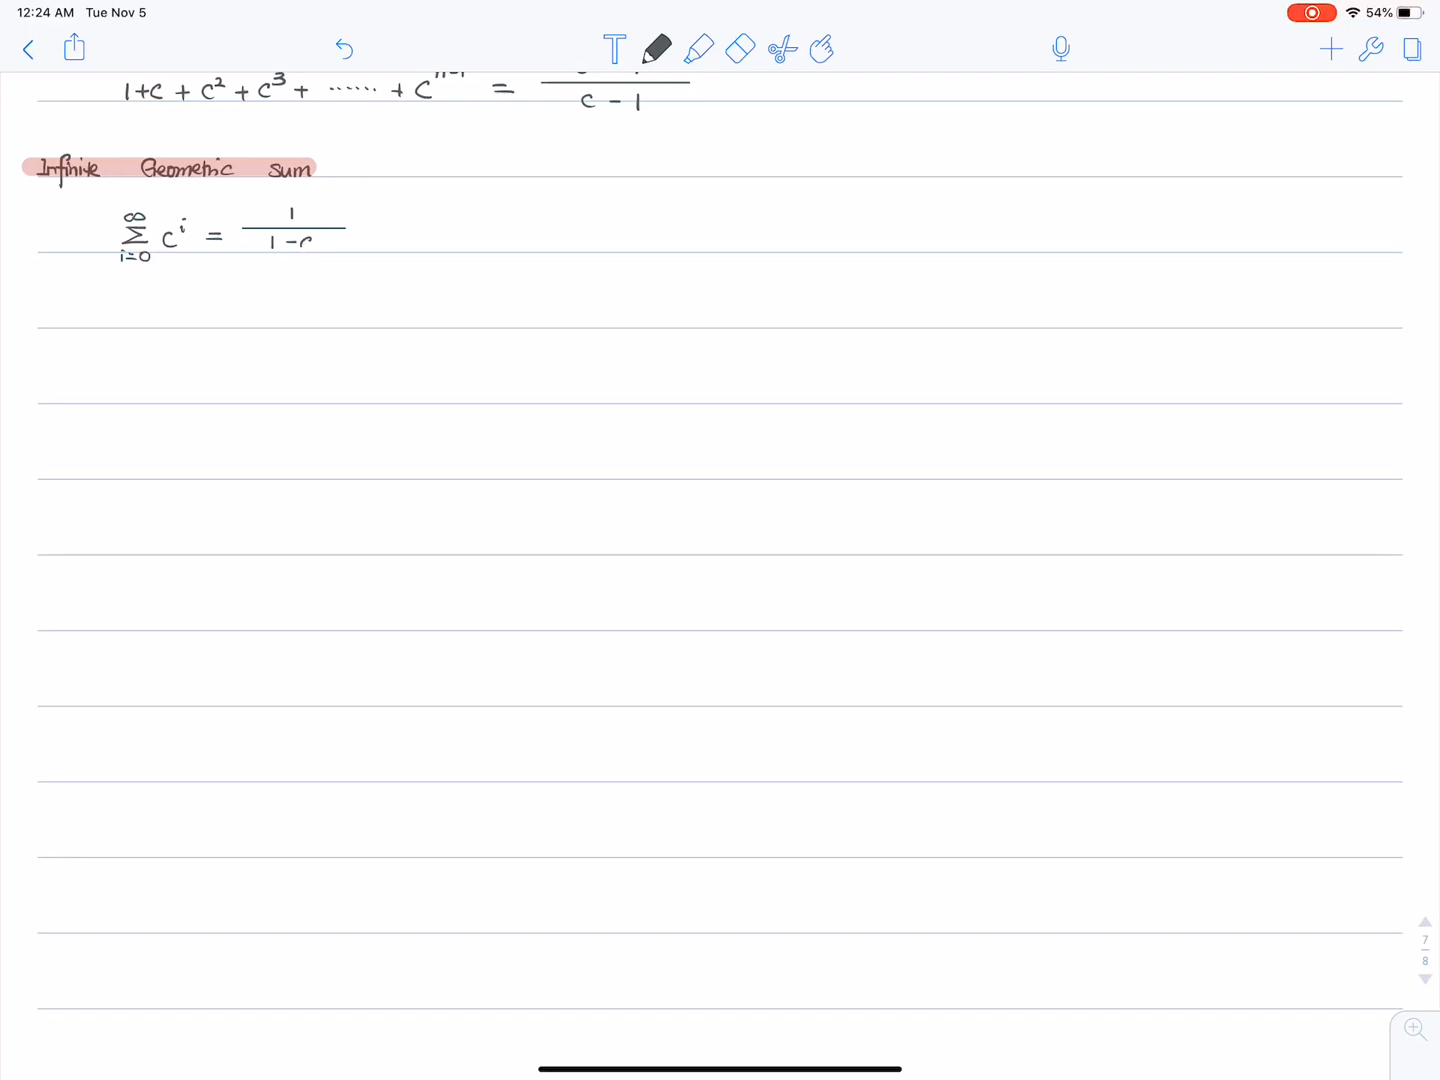 12:24 AM Tue Nov 5 54%
1+c + c² + c³ + ...... + c = 
c - 1
Infinite Geometric sum
∞
∑ cⁱ = 1
i=0 1-c
7
8